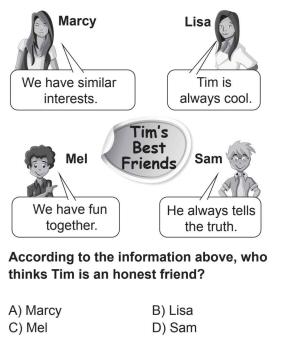 Marcy
Lisa
We have similar
interests.
Tim is
always cool.
Tim's
Best
Friends
Mel
Sam
We have fun
together.
He always tells
the truth.
According to the information above, who
thinks Tim is an honest friend?
A) Marcy
B) Lisa
C) Mel
D) Sam